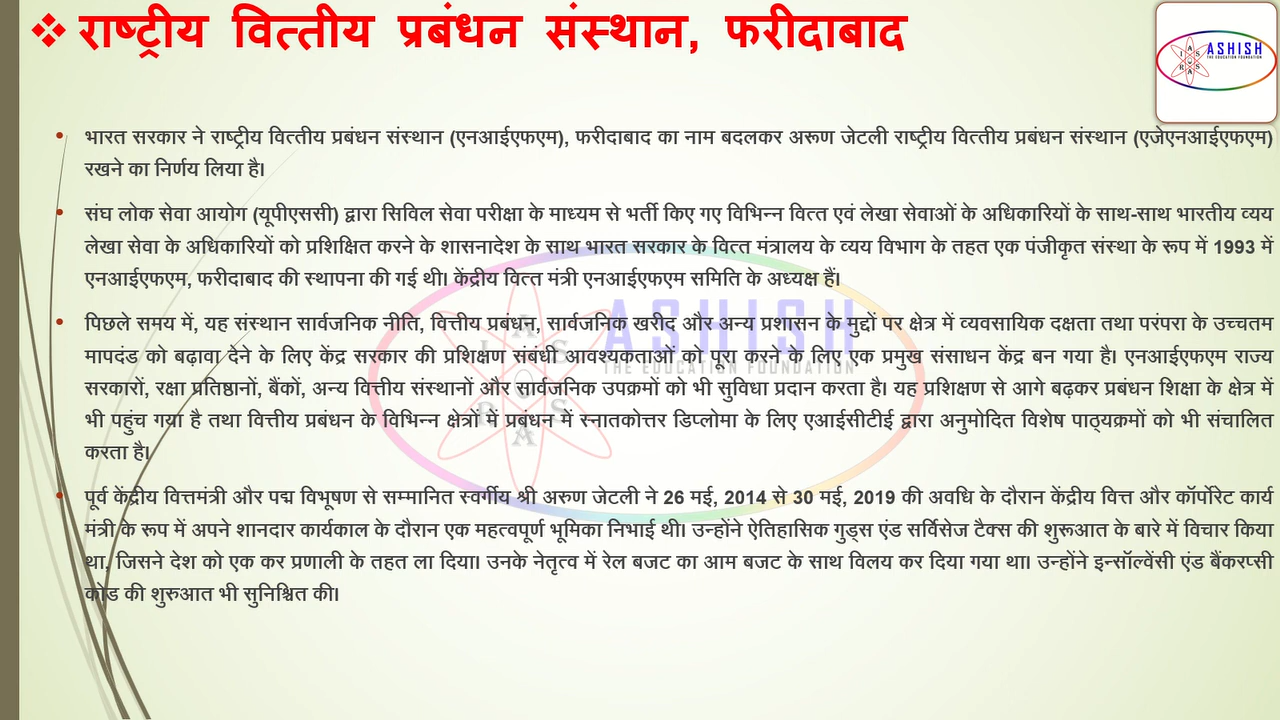 ❖ राष्ट्रीय वित्तीय प्रबंधन संस्थान, फरीदाबाद
ASHISH
THE EDUCATION FOUNDATION
• भारत सरकार ने राष्ट्रीय वित्तीय प्रबंधन संस्थान (एनआईएफएम), फरीदाबाद का नाम बदलकर अरूण जेटली राष्ट्रीय वित्तीय प्रबंधन संस्थान (एजेएनआईएफएम)
रखने का निर्णय लिया है।
• संघ लोक सेवा आयोग (यूपीएससी) द्वारा सिविल सेवा परीक्षा के माध्यम से भर्ती किए गए विभिन्न वित्त एवं लेखा सेवाओं के अधिकारियों के साथ-साथ भारतीय व्यय
लेखा सेवा के अधिकारियों को प्रशिक्षित करने के शासनादेश के साथ भारत सरकार के वित्त मंत्रालय के व्यय विभाग के तहत एक पंजीकृत संस्था के रूप में 1993 में
एनआईएफएम, फरीदाबाद की स्थापना की गई थी। केंद्रीय वित्त मंत्री एनआईएफएम समिति के अध्यक्ष हैं।
• पिछले समय में, यह संस्थान सार्वजनिक नीति, वित्तीय प्रबंधन, सार्वजनिक खरीद और अन्य प्रशासन के मुद्दों पर क्षेत्र में व्यवसायिक दक्षता तथा परंपरा के उच्चतम
मापदंड को बढ़ावा देने के लिए केंद्र सरकार की प्रशिक्षण संबंधी आवश्यकताओं को पूरा करने के लिए एक प्रमुख संसाधन केंद्र बन गया है। एनआईएफएम राज्य
सरकारों, रक्षा प्रतिष्ठानों, बैंकों, अन्य वित्तीय संस्थानों और सार्वजनिक उपक्रमों को भी सुविधा प्रदान करता है। यह प्रशिक्षण से आगे बढ़कर प्रबंधन शिक्षा के क्षेत्र में
भी पहुंच गया है तथा वित्तीय प्रबंधन के विभिन्न क्षेत्रों में प्रबंधन में स्नातकोत्तर डिप्लोमा के लिए एआईसीटीई द्वारा अनुमोदित विशेष पाठ्यक्रमों को भी संचालित
करता है।
• पूर्व केंद्रीय वित्तमंत्री और पद्म विभूषण से सम्मानित स्वर्गीय श्री अरुण जेटली ने 26 मई, 2014 से 30 मई, 2019 की अवधि के दौरान केंद्रीय वित्त और कॉर्पोरेट कार्य
मंत्री के रूप में अपने शानदार कार्यकाल के दौरान एक महत्वपूर्ण भूमिका निभाई थी। उन्होंने ऐतिहासिक गुड्स एंड सर्विसेज टैक्स की शुरूआत के बारे में विचार किया
था, जिसने देश को एक कर प्रणाली के तहत ला दिया। उनके नेतृत्व में रेल बजट का आम बजट के साथ विलय कर दिया गया था। उन्होंने इन्सॉल्वेंसी एंड बैंकरप्सी
कोड की शुरुआत भी सुनिश्चित की।
ASHISH
THE EDUCATION FOUNDATION